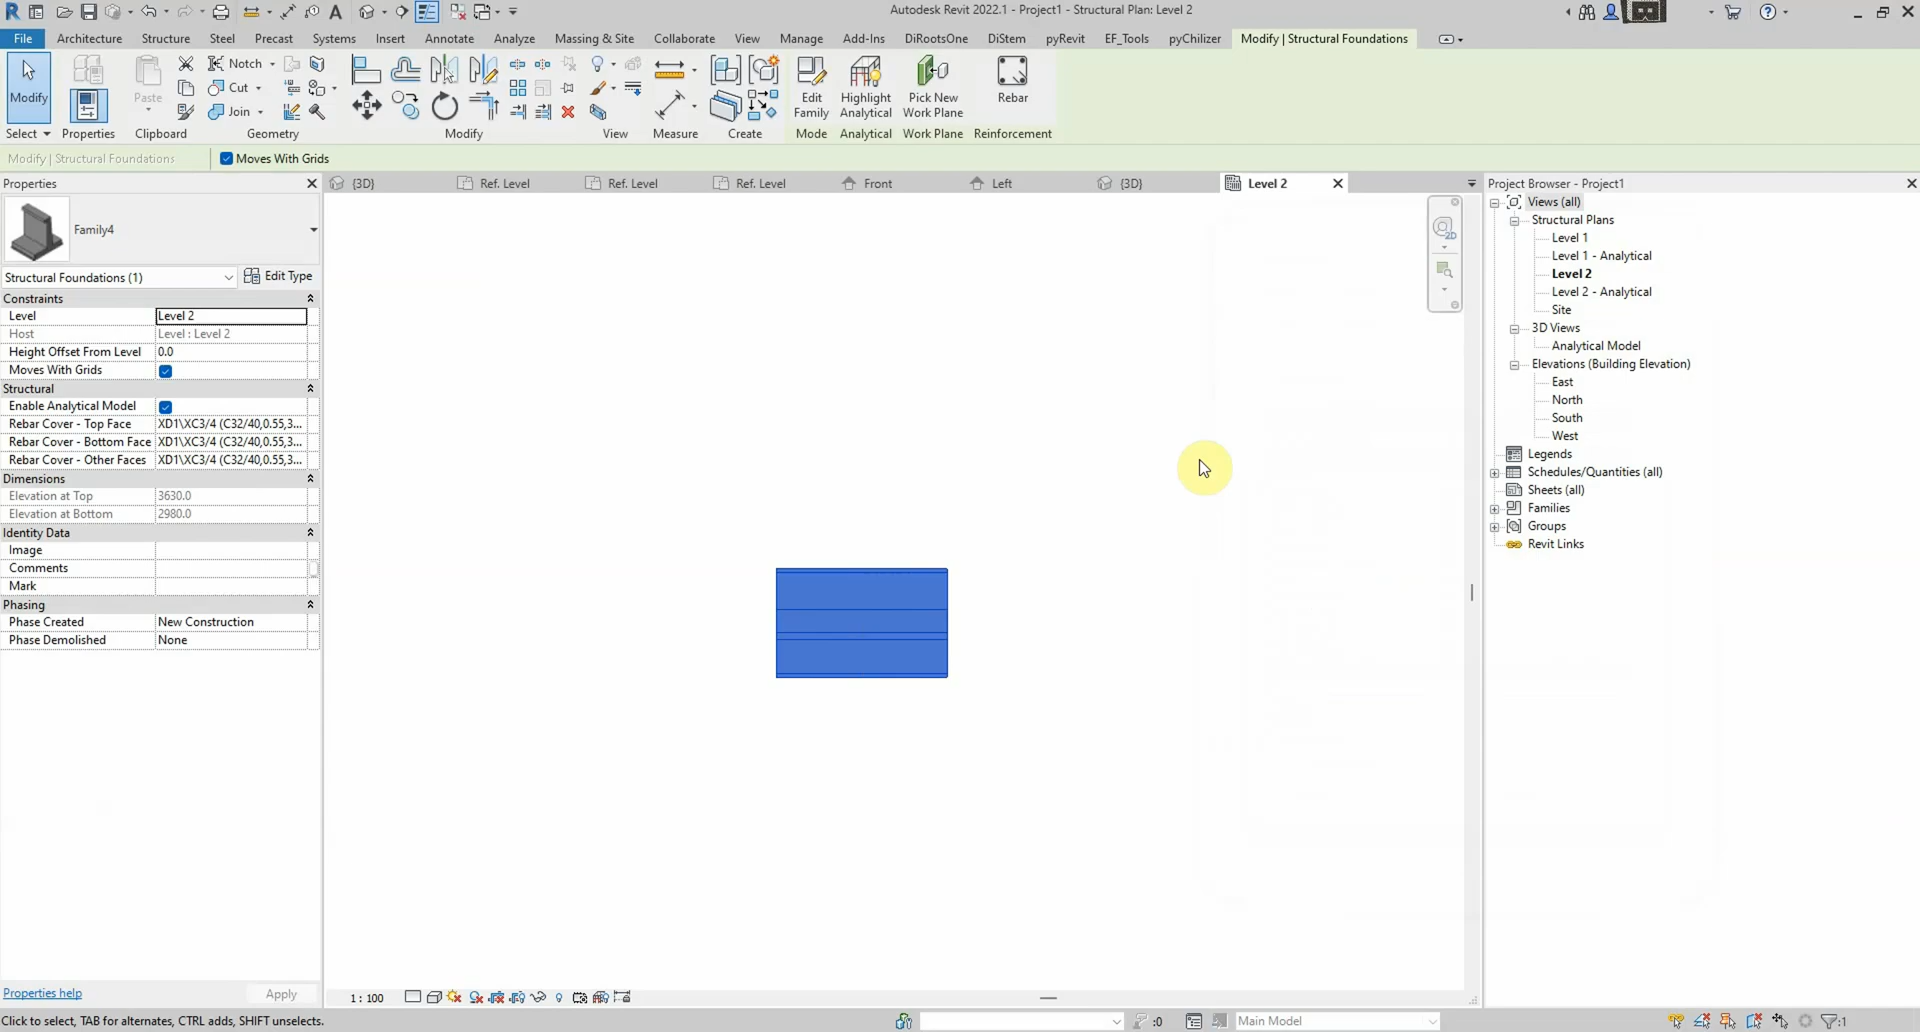 Autodesk Revit 2022.1 - Project1 - Structural Plan: Level 2
File Architecture Structure Steel Precast Systems Insert Annotate Analyze Massing & Site Collaborate View Manage Add-Ins DiRootsOne DiStem pyRevit EF_Tools pyChilizer Modify | Structural Foundations
Modify
Paste
Notch
Cut
Join
Edit
Family
Highlight
Analytical
Pick New
Work Plane
Rebar
Select Properties Clipboard Geometry Modify View Measure Create Mode Analytical Work Plane Reinforcement
Modify | Structural Foundations Moves With Grids
Properties
{3D} Ref. Level Ref. Level Ref. Level Front Left {3D} Level 2
Project Browser - Project1
Family4
Structural Foundations (1) Edit Type
Constraints
Level Level 2
Host Level : Level 2
Height Offset From Level 0.0
Moves With Grids
Structural
Enable Analytical Model
Rebar Cover - Top Face XD1\XC3/4 (C32/40,0.55,3...
Rebar Cover - Bottom Face XD1\XC3/4 (C32/40,0.55,3...
Rebar Cover - Other Faces XD1\XC3/4 (C32/40,0.55,3...
Dimensions
Elevation at Top 3630.0
Elevation at Bottom 2980.0
Identity Data
Image
Comments
Mark
Phasing
Phase Created New Construction
Phase Demolished None
Properties help Apply
2D
Views (all)
Structural Plans
Level 1
Level 1 - Analytical
Level 2
Level 2 - Analytical
Site
3D Views
Analytical Model
Elevations (Building Elevation)
East
North
South
West
Legends
Schedules/Quantities (all)
Sheets (all)
Families
Groups
Revit Links
1 : 100
Click to select, TAB for alternates, CTRL adds, SHIFT unselects. :0 Main Model :1